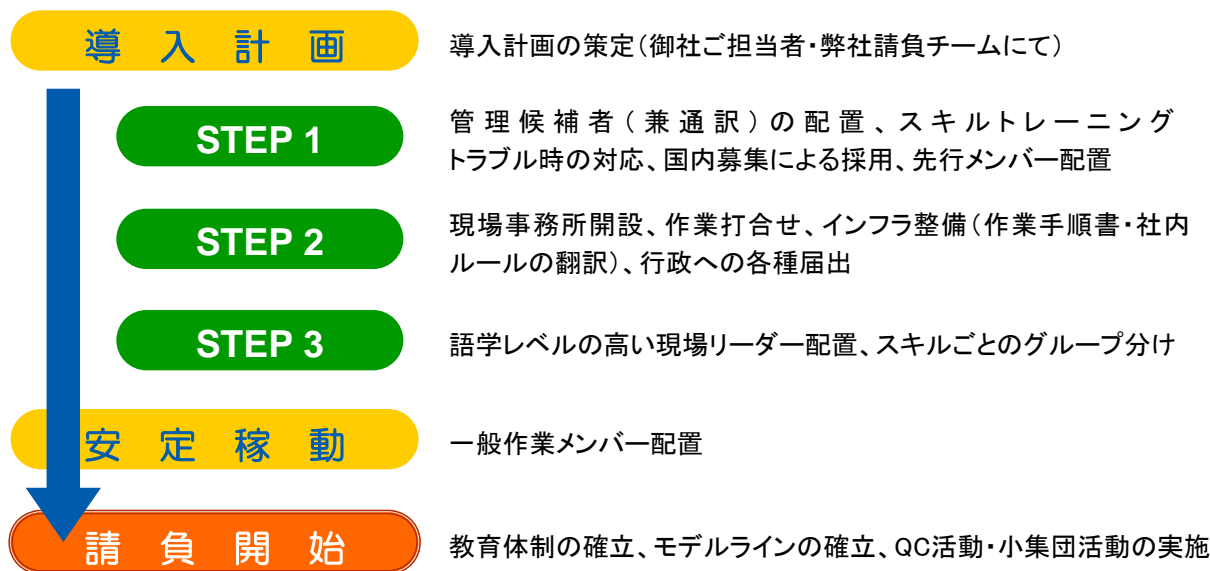 導入計画
導入計画の策定(御社ご担当者・弊社請負チームにて)
STEP 1
管理候補者(兼通訳)の配置、スキルトレーニング
トラブル時の対応、国内募集による採用、先行メンバー配置
STEP 2
現場事務所開設、作業打合せ、インフラ整備(作業手順書・社内
ルールの翻訳)、行政への各種届出
STEP 3
語学レベルの高い現場リーダー配置、スキルごとのグループ分け
安定稼動
一般作業メンバー配置
請負開始
教育体制の確立、モデルラインの確立、QC活動・小集団活動の実施